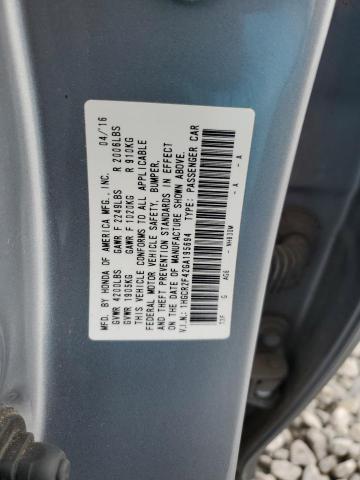 MFD. BY HONDA OF AMERICA MFG., INC. 04/16
GVWR 4200LBS GAWR F 2249LBS R 2006LBS
GVWR 1905KG GAWR F 1020KG R 910KG
THIS VEHICLE CONFORMS TO ALL APPLICABLE
FEDERAL MOTOR VEHICLE SAFETY, BUMPER,
AND THEFT PREVENTION STANDARDS IN EFFECT
ON THE DATE OF MANUFACTURE SHOWN ABOVE.
V.I.N.: 1HGCR2F42GA195894 TYPE: PASSENGER CAR
G AGE - - A - A